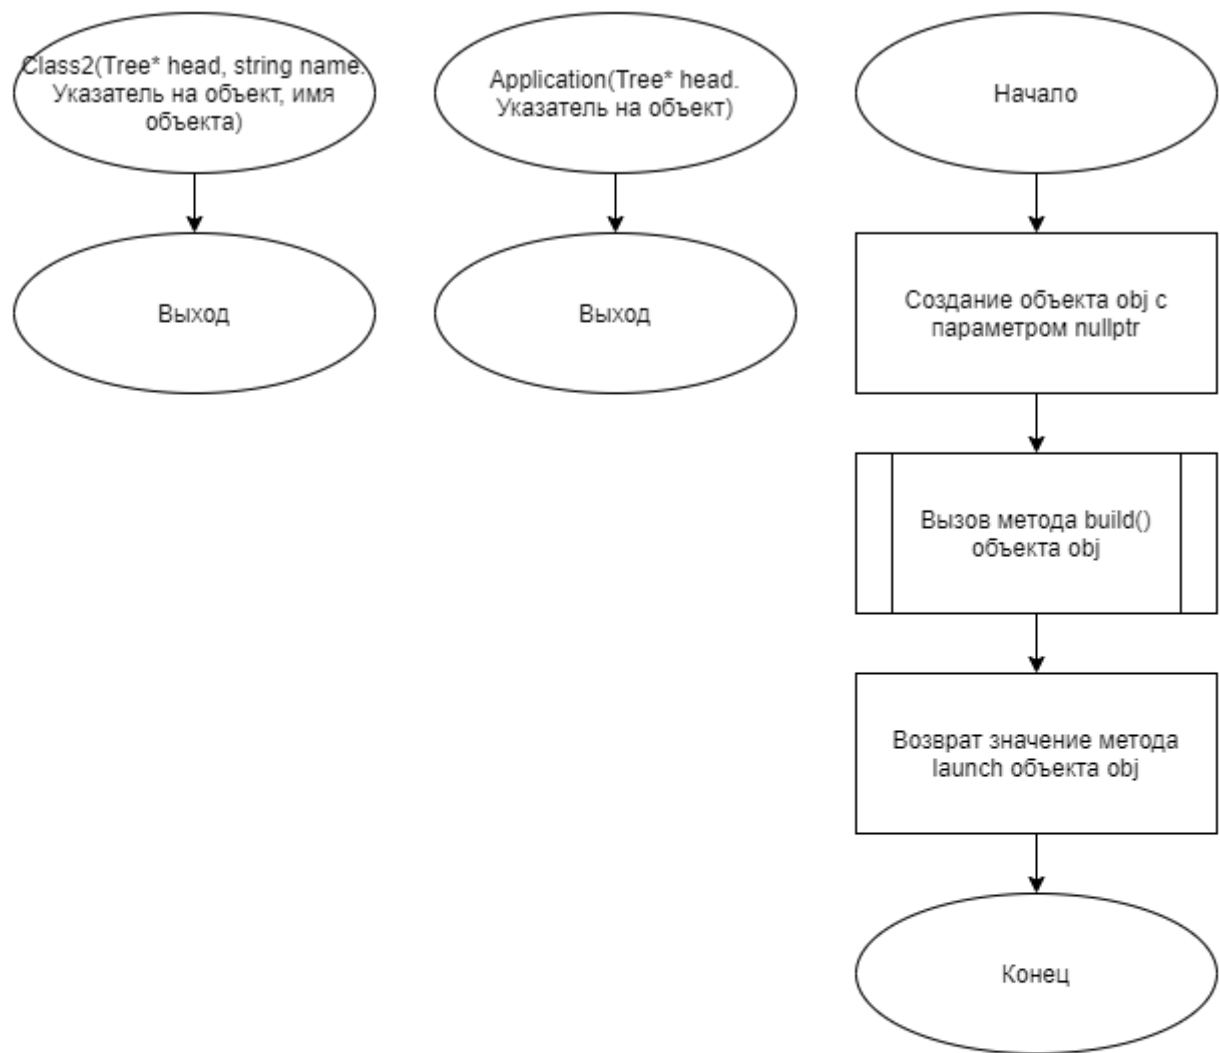 Class2(Tree* head, string name.
Указатель на объект, имя
объекта)
Выход
Application(Tree* head.
Указатель на объект)
Выход
Начало
Создание объекта obj с
параметром nullptr
Вызов метода build()
объекта obj
Возврат значение метода
launch объекта obj
Конец